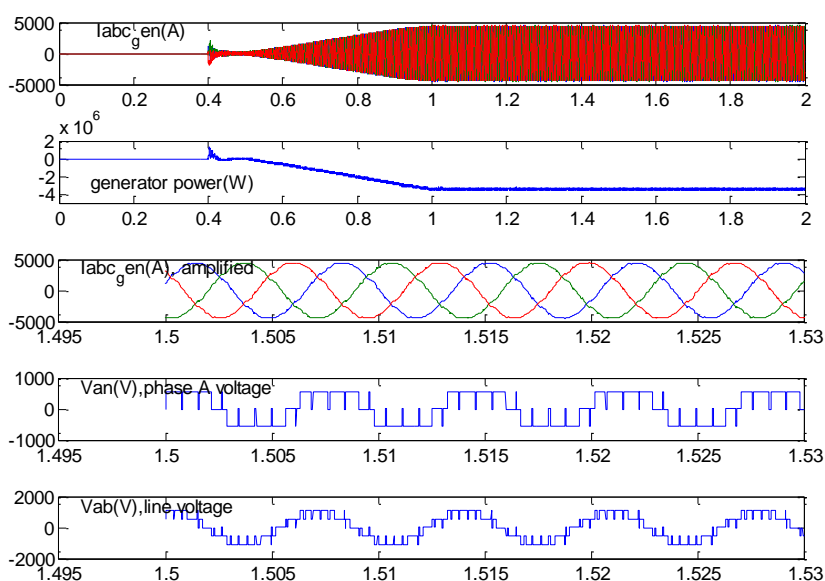 Iabc_gen(A)
5000
0
-5000
0 0.2 0.4 0.6 0.8 1 1.2 1.4 1.6 1.8 2
x 10^6
2
0
-2
-4
generator power(W)
0 0.2 0.4 0.6 0.8 1 1.2 1.4 1.6 1.8 2
Iabc_gen(A), amplified
5000
0
-5000
1.495 1.5 1.505 1.51 1.515 1.52 1.525 1.53
Van(V),phase A voltage
1000
0
-1000
1.495 1.5 1.505 1.51 1.515 1.52 1.525 1.53
Vab(V),line voltage
2000
0
-2000
1.495 1.5 1.505 1.51 1.515 1.52 1.525 1.53